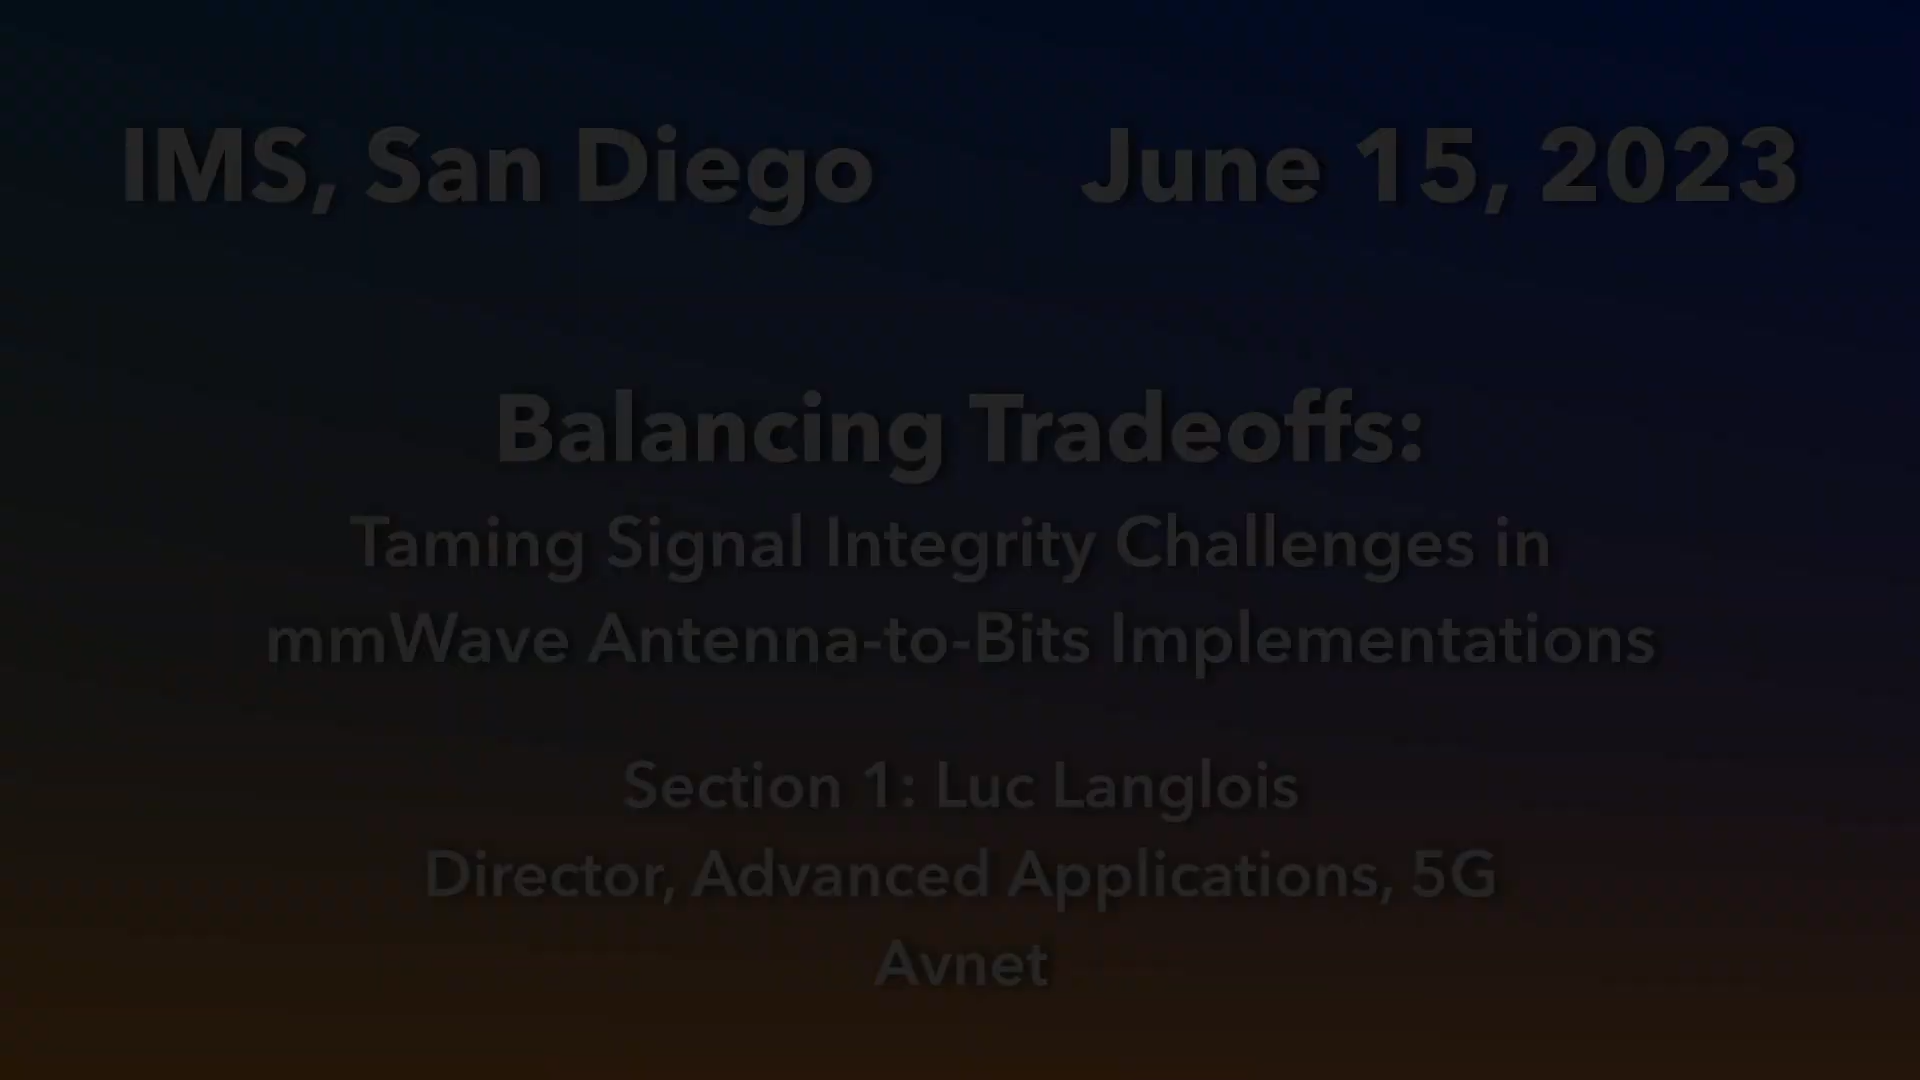 IMS, San Diego June 15, 2023
Balancing Tradeoffs:
Taming Signal Integrity Challenges in
mmWave Antenna-to-Bits Implementations
Section 1: Luc Langlois
Director, Advanced Applications, 5G
Avnet